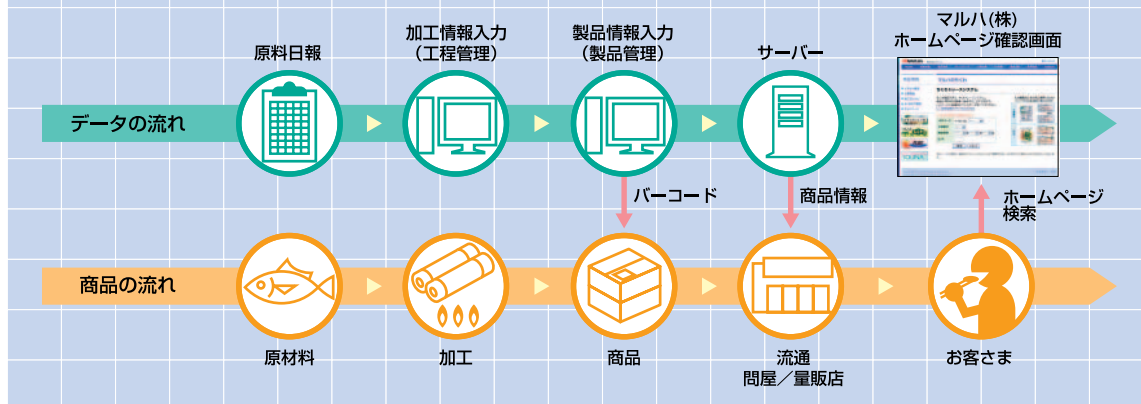 原料日報
加工情報入力
（工程管理）
製品情報入力
（製品管理）
サーバー
マルハ(株)
ホームページ確認画面
データの流れ
バーコード
商品情報
ホームページ
検索
商品の流れ
原材料
加工
商品
流通
問屋／量販店
お客さま